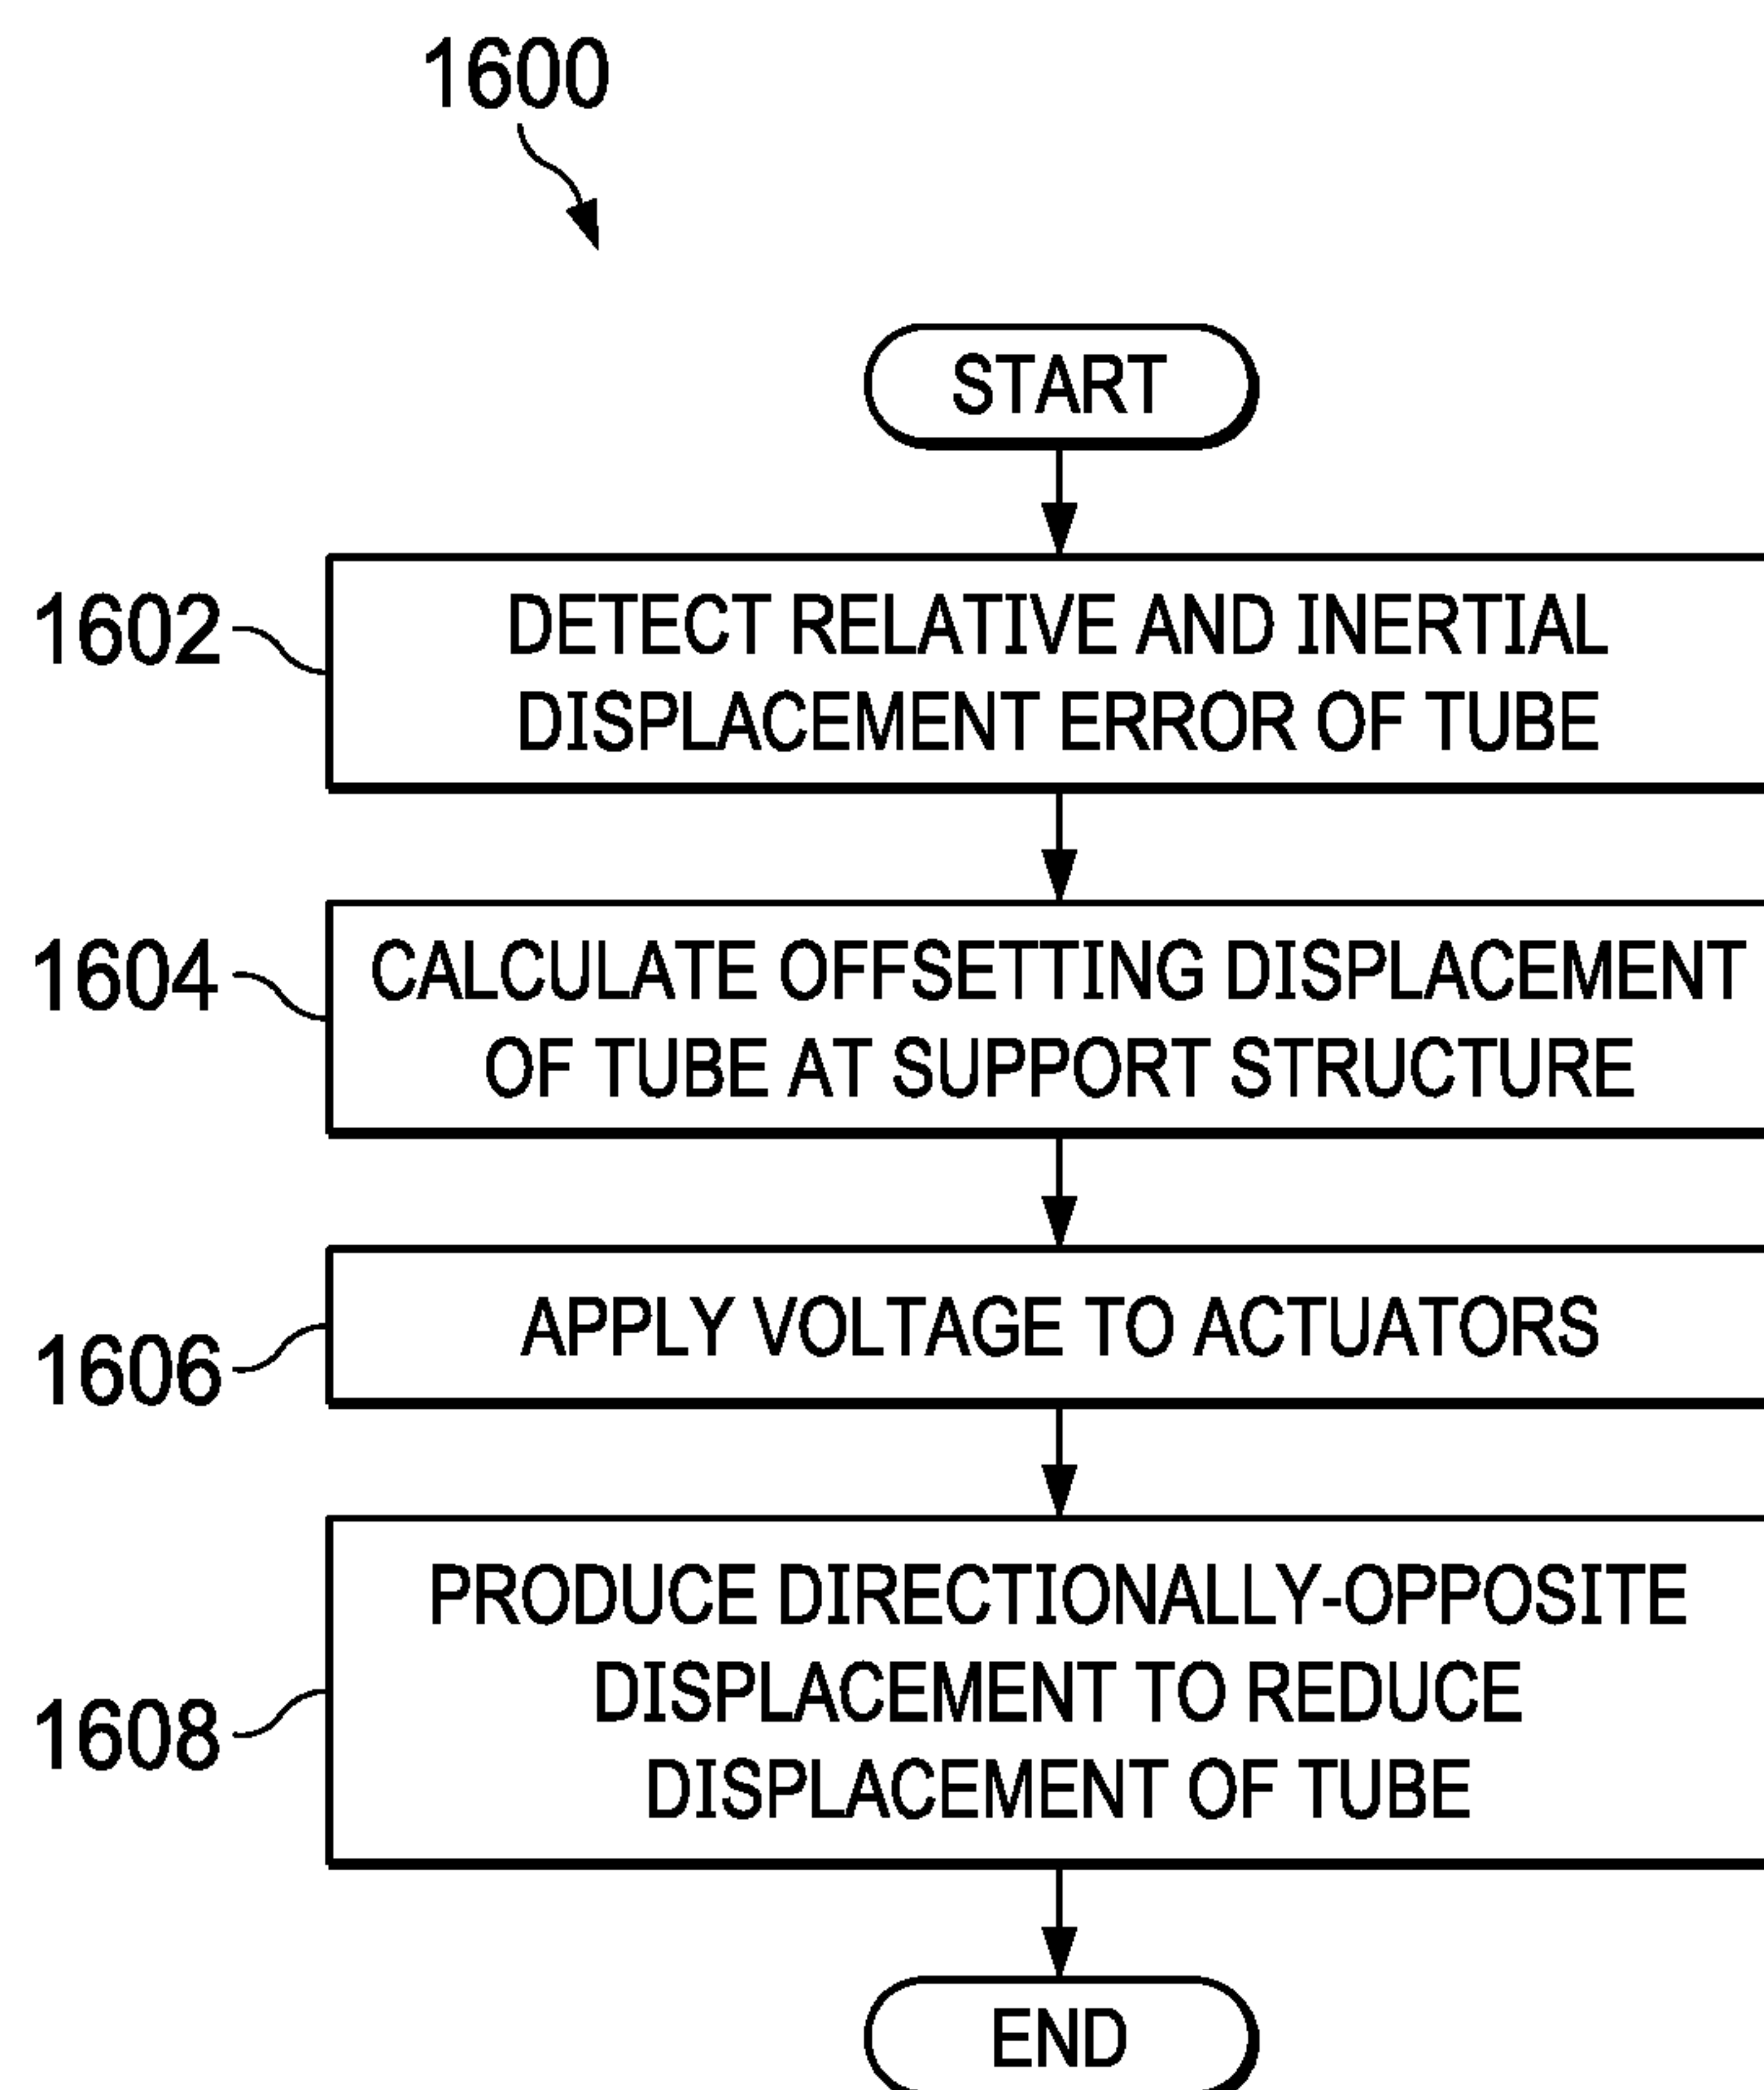 1600
START
1602
DETECT RELATIVE AND INERTIAL
DISPLACEMENT ERROR OF TUBE
1604
CALCULATE OFFSETTING DISPLACEMENT
OF TUBE AT SUPPORT STRUCTURE
1606
APPLY VOLTAGE TO ACTUATORS
1608
PRODUCE DIRECTIONALLY-OPPOSITE
DISPLACEMENT TO REDUCE
DISPLACEMENT OF TUBE
END